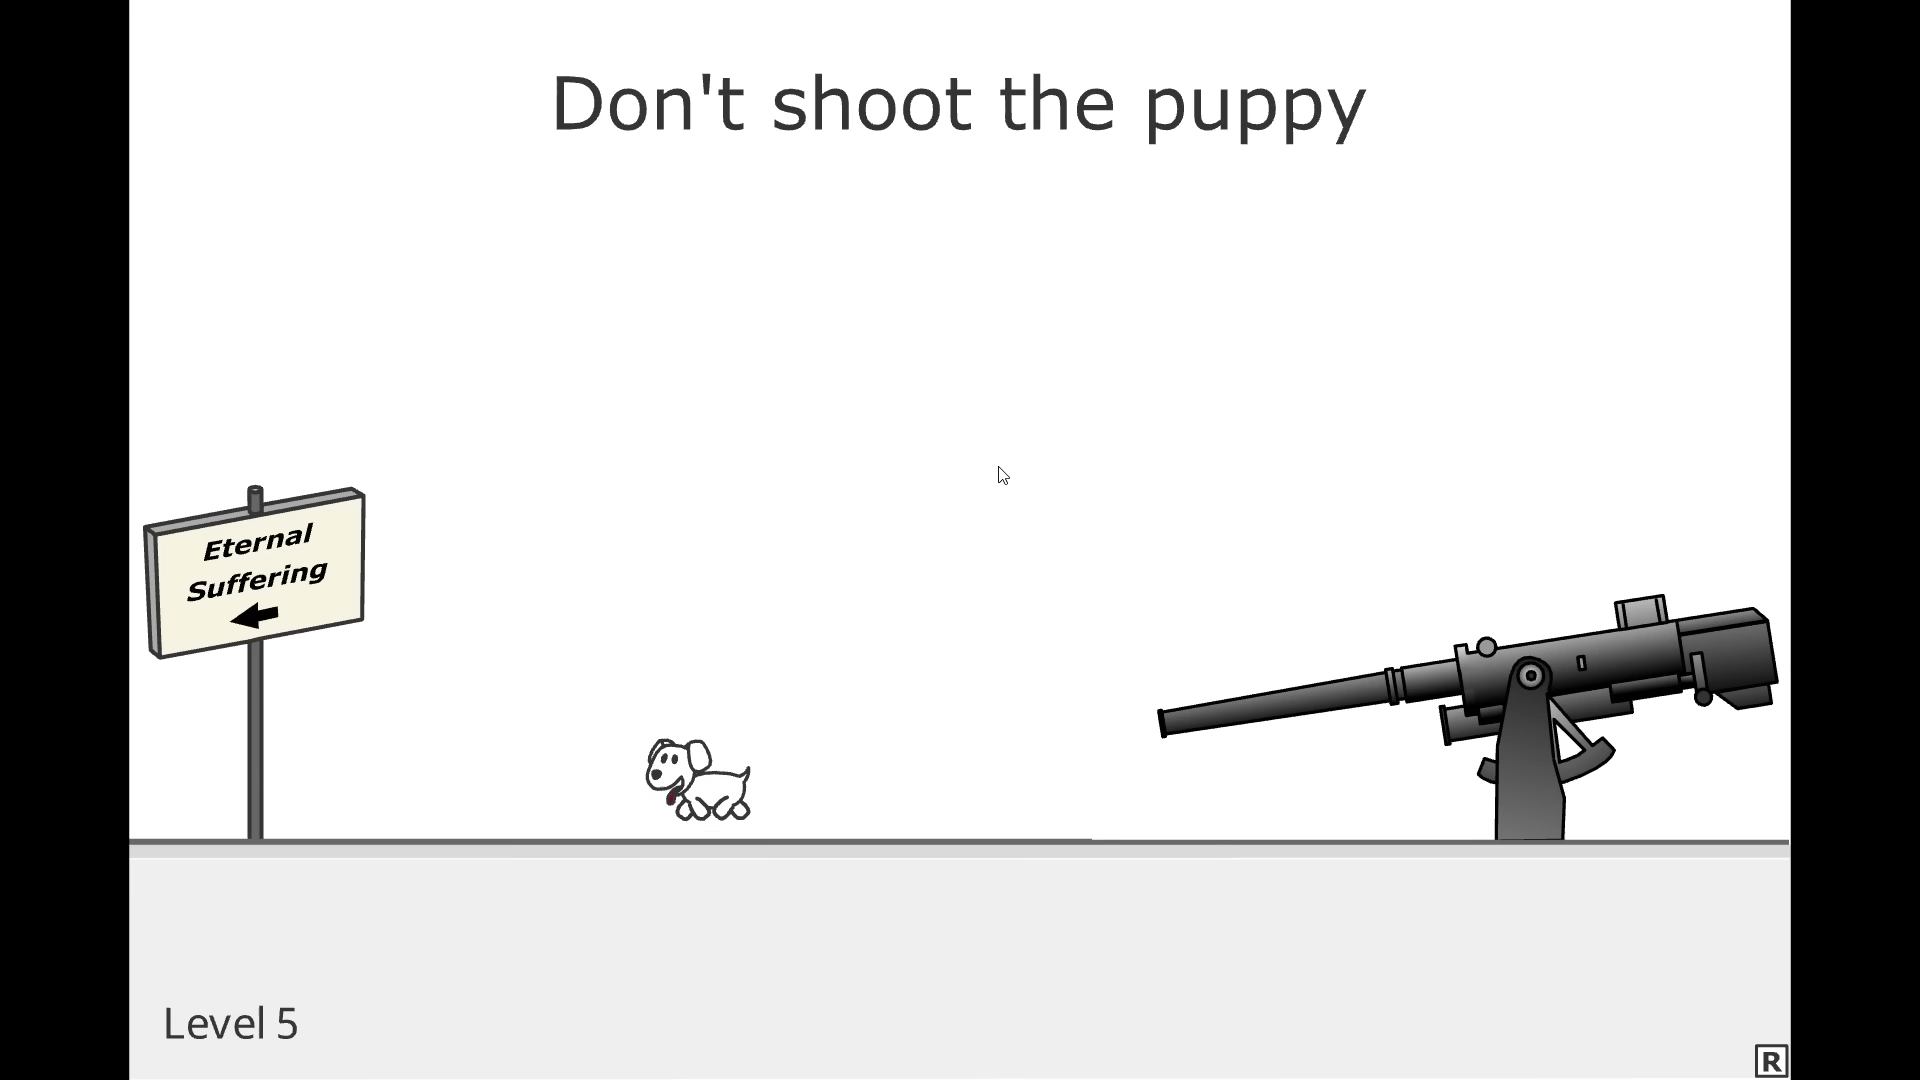 Don't shoot the puppy
Eternal
Suffering
Level 5
R